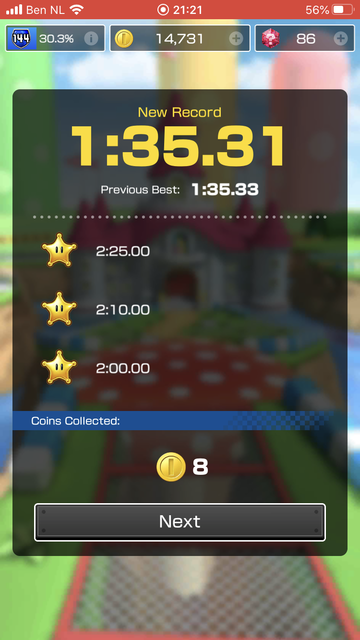 Ben NL 21:21 56%
144 30.3% i 14,731 + 86 +
New Record
1:35.31
Previous Best: 1:35.33
2:25.00
2:10.00
2:00.00
Coins Collected:
8
Next